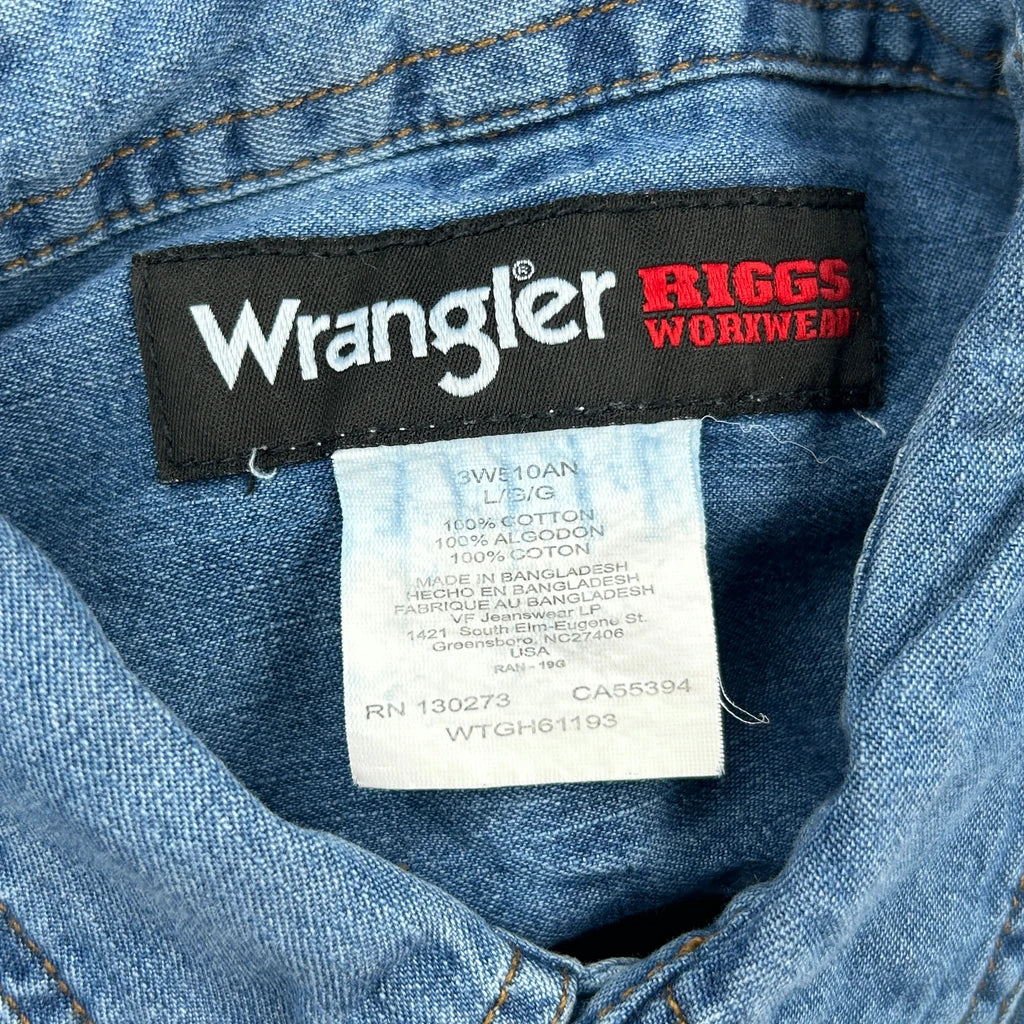 Wrangler®
RIGGS
WORKWEAR
3W510AN
L/G/G
100% COTTON
100% ALGODON
100% COTON
MADE IN BANGLADESH
HECHO EN BANGLADESH
FABRIQUE AU BANGLADESH
VF Jeanswear LP
1421 South Elm-Eugene St.
Greensboro, NC27406
USA
RAN - 19G
RN 130273 CA55394
WTGH61193